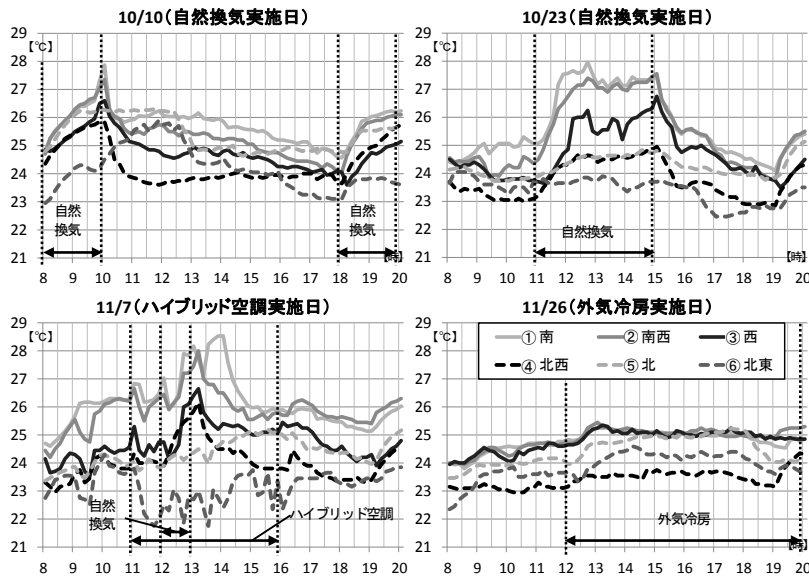 10/10（自然換気実施日）
【℃】
29
28
27
26
25
24
23
22
21
自然
換気
自然
換気
【時】
8 9 10 11 12 13 14 15 16 17 18 19 20
10/23（自然換気実施日）
【℃】
29
28
27
26
25
24
23
22
21
自然換気
【時】
8 9 10 11 12 13 14 15 16 17 18 19 20
11/7（ハイブリッド空調実施日）
【℃】
29
28
27
26
25
24
23
22
21
自然
換気
ハイブリッド空調
8 9 10 11 12 13 14 15 16 17 18 19 20
11/26（外気冷房実施日）
【℃】
29
28
27
26
25
24
23
22
21
①南 ②南西 ③西
④北西 ⑤北 ⑥北東
外気冷房
【時】
8 9 10 11 12 13 14 15 16 17 18 19 20